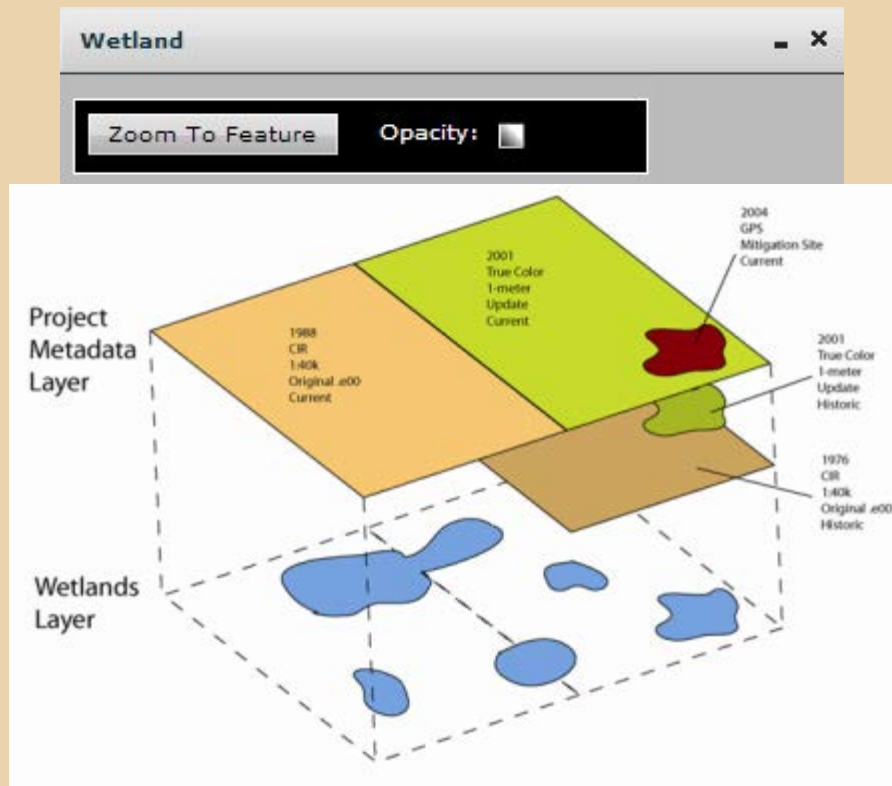 Wetland
Zoom To Feature Opacity:
2004
GPS
Mitigation Site
Current
2001
True Color
1-meter
Update
Current
Project
Metadata
Layer
1988
CIR
1:40k
Original .e00
Current
2001
True Color
1-meter
Update
Historic
1976
CIR
1:40k
Original .e00
Historic
Wetlands
Layer